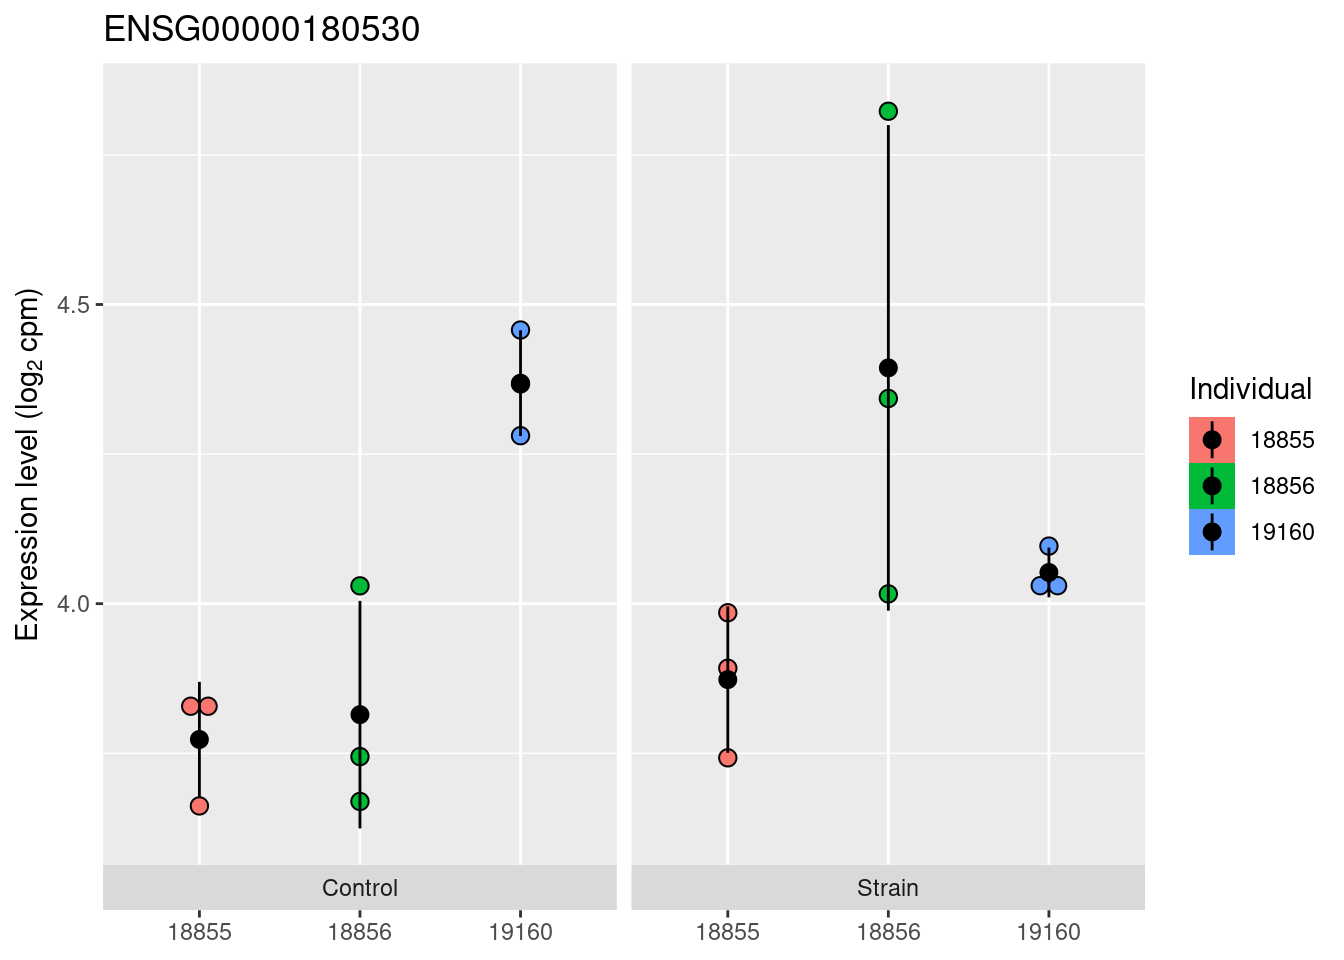 ENSG00000180530
Expression level (log₂ cpm)
4.5
4.0
Control
Strain
18855
18856
19160
18855
18856
19160
Individual
18855
18856
19160